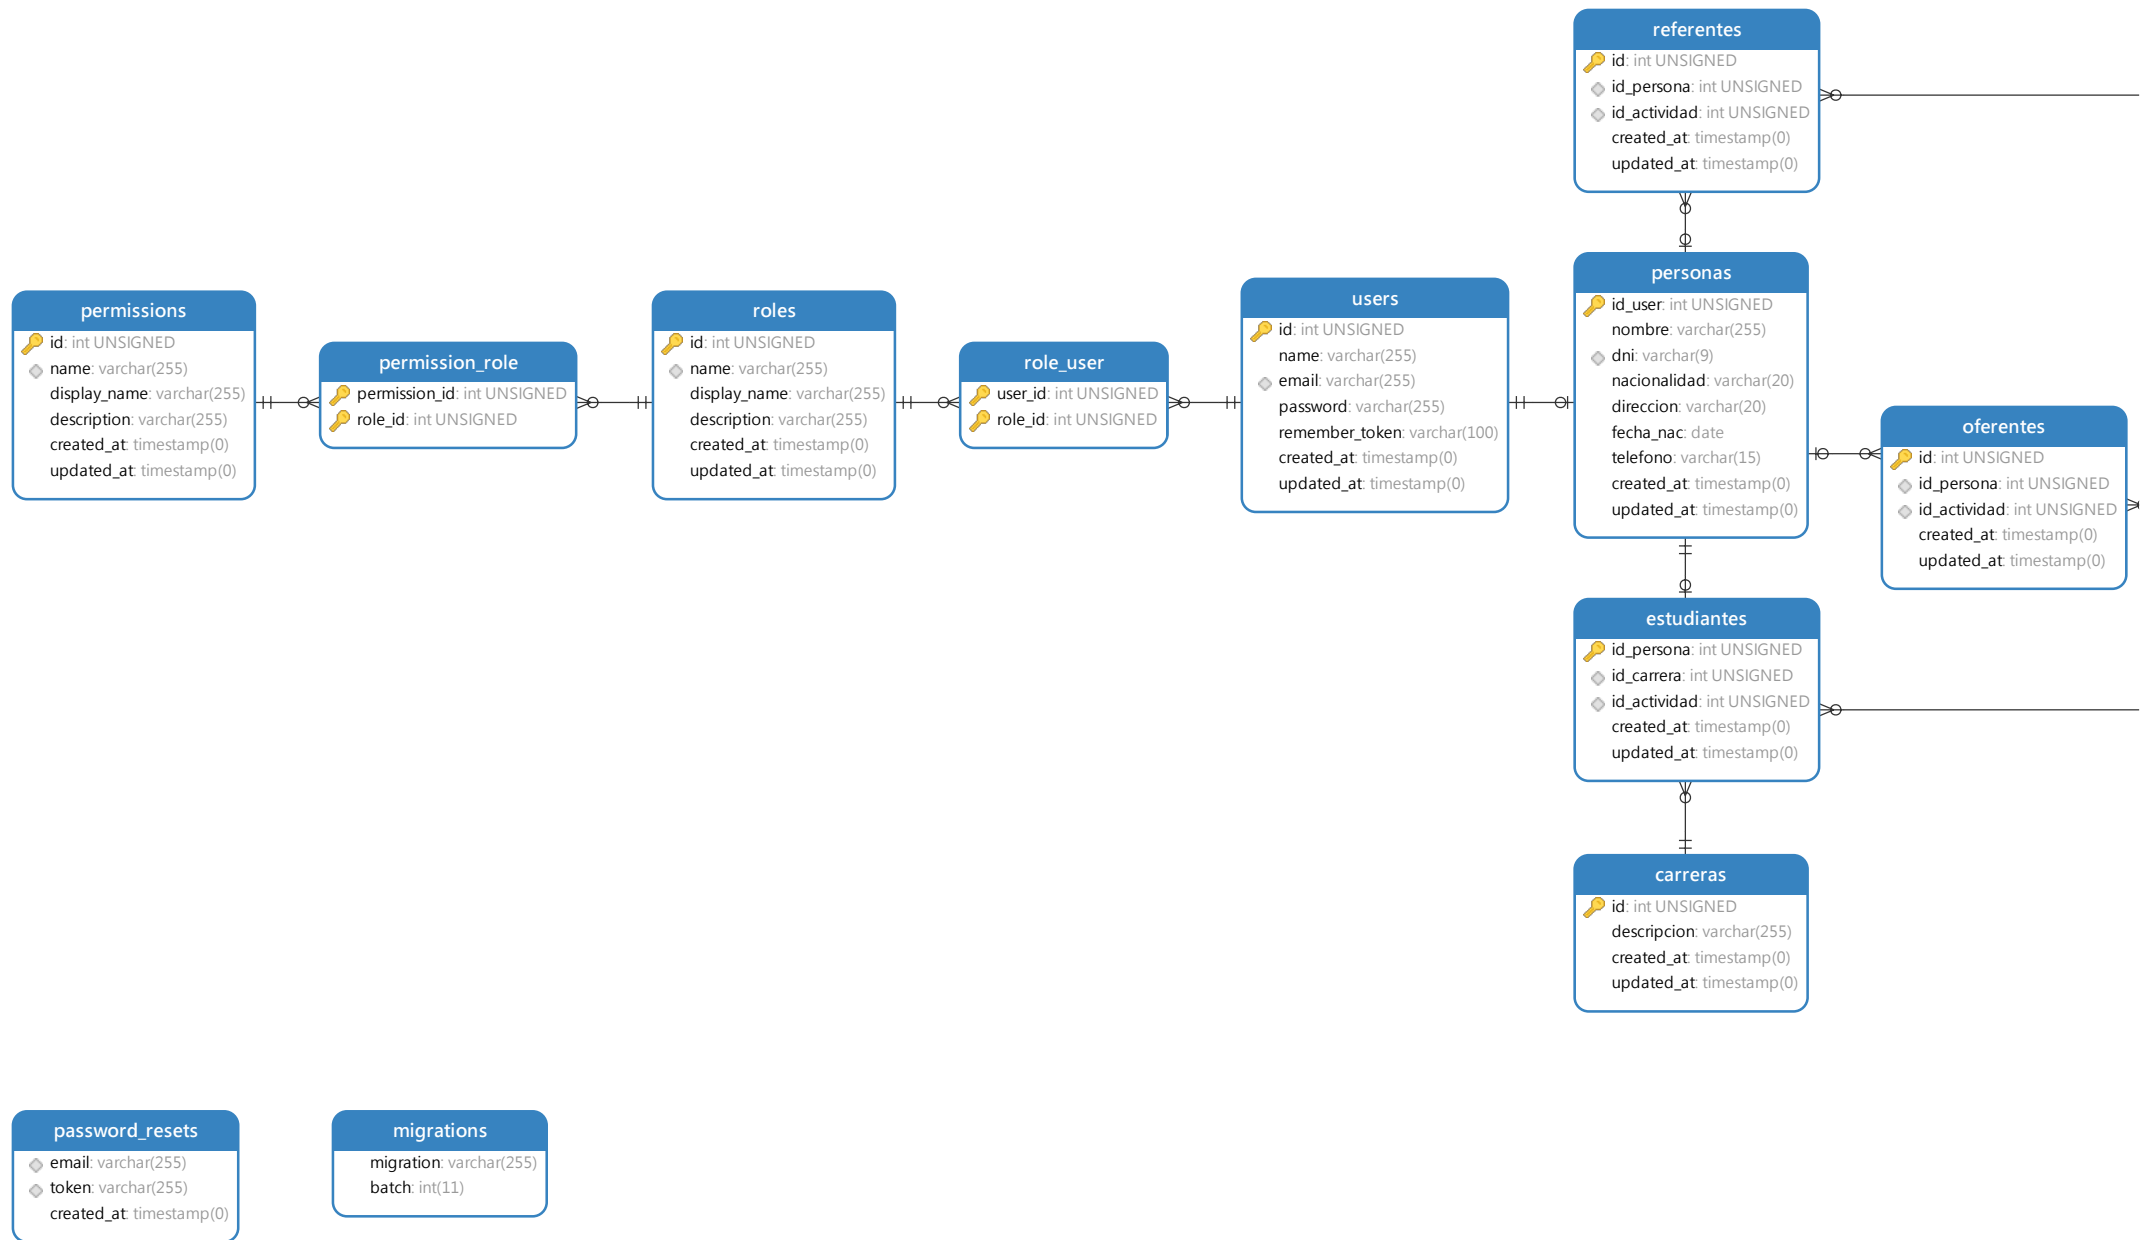 referentes
id: int UNSIGNED
id_persona: int UNSIGNED
id_actividad: int UNSIGNED
created_at: timestamp(0)
updated_at: timestamp(0)
permissions
id: int UNSIGNED
name: varchar(255)
display_name: varchar(255)
description: varchar(255)
created_at: timestamp(0)
updated_at: timestamp(0)
permission_role
permission_id: int UNSIGNED
role_id: int UNSIGNED
roles
id: int UNSIGNED
name: varchar(255)
display_name: varchar(255)
description: varchar(255)
created_at: timestamp(0)
updated_at: timestamp(0)
role_user
user_id: int UNSIGNED
role_id: int UNSIGNED
users
id: int UNSIGNED
name: varchar(255)
email: varchar(255)
password: varchar(255)
remember_token: varchar(100)
created_at: timestamp(0)
updated_at: timestamp(0)
personas
id_user: int UNSIGNED
nombre: varchar(255)
dni: varchar(9)
nacionalidad: varchar(20)
direccion: varchar(20)
fecha_nac: date
telefono: varchar(15)
created_at: timestamp(0)
updated_at: timestamp(0)
oferentes
id: int UNSIGNED
id_persona: int UNSIGNED
id_actividad: int UNSIGNED
created_at: timestamp(0)
updated_at: timestamp(0)
estudiantes
id_persona: int UNSIGNED
id_carrera: int UNSIGNED
id_actividad: int UNSIGNED
created_at: timestamp(0)
updated_at: timestamp(0)
carreras
id: int UNSIGNED
descripcion: varchar(255)
created_at: timestamp(0)
updated_at: timestamp(0)
password_resets
email: varchar(255)
token: varchar(255)
created_at: timestamp(0)
migrations
migration: varchar(255)
batch: int(11)